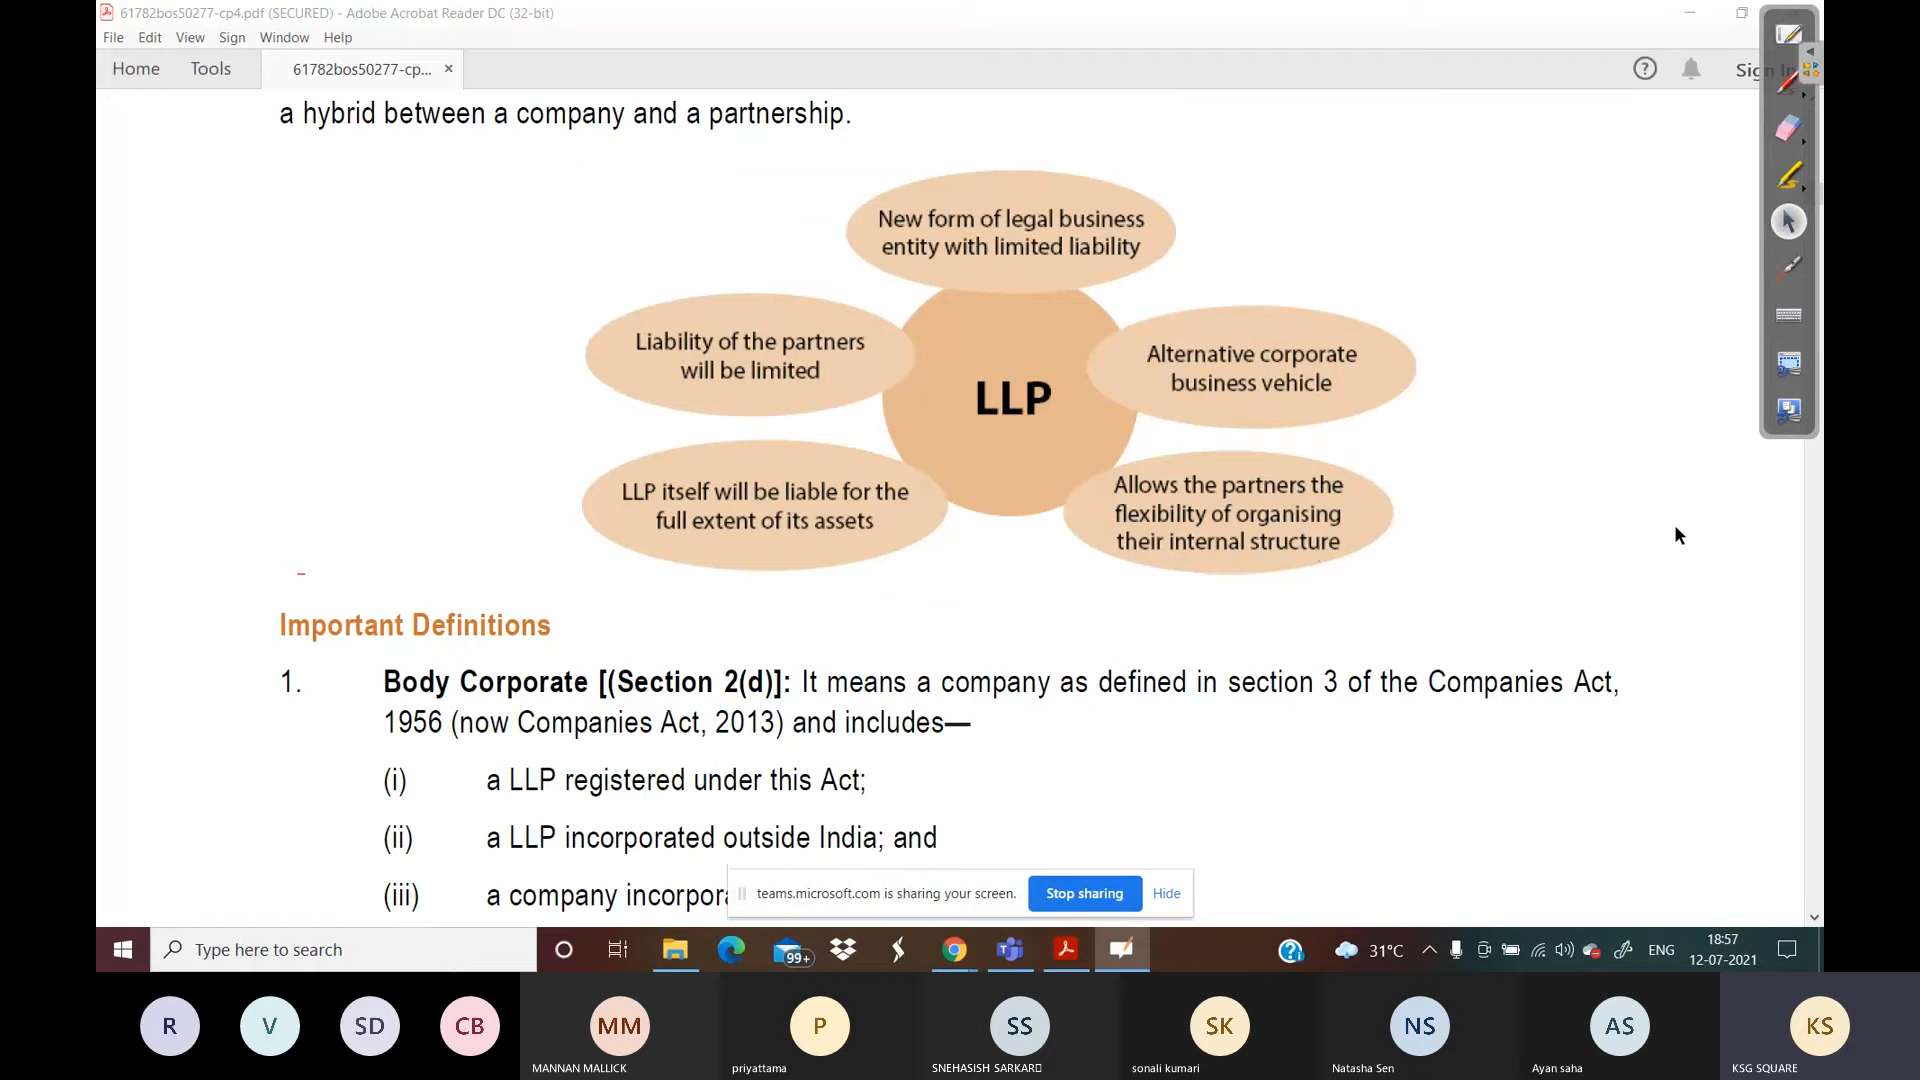 61782bos50277-cp4.pdf (SECURED) - Adobe Acrobat Reader DC (32-bit)
File Edit View Sign Window Help
Home Tools 61782bos50277-cp... ×
a hybrid between a company and a partnership.
New form of legal business
entity with limited liability
Liability of the partners
will be limited
Alternative corporate
business vehicle
LLP
LLP itself will be liable for the
full extent of its assets
Allows the partners the
flexibility of organising
their internal structure
Important Definitions
1. Body Corporate [(Section 2(d)]: It means a company as defined in section 3 of the Companies Act,
1956 (now Companies Act, 2013) and includes—
(i) a LLP registered under this Act;
(ii) a LLP incorporated outside India; and
(iii) a company
teams.microsoft.com is sharing your screen. Stop sharing Hide
Type here to search
99+
31°C ENG
18:57
12-07-2021
R V SD CB MM P SS SK NS AS KS
MANNAN MALLICK priyattama SNEHASISH SARKAR sonali kumari Natasha Sen Ayan saha KSG SQUARE